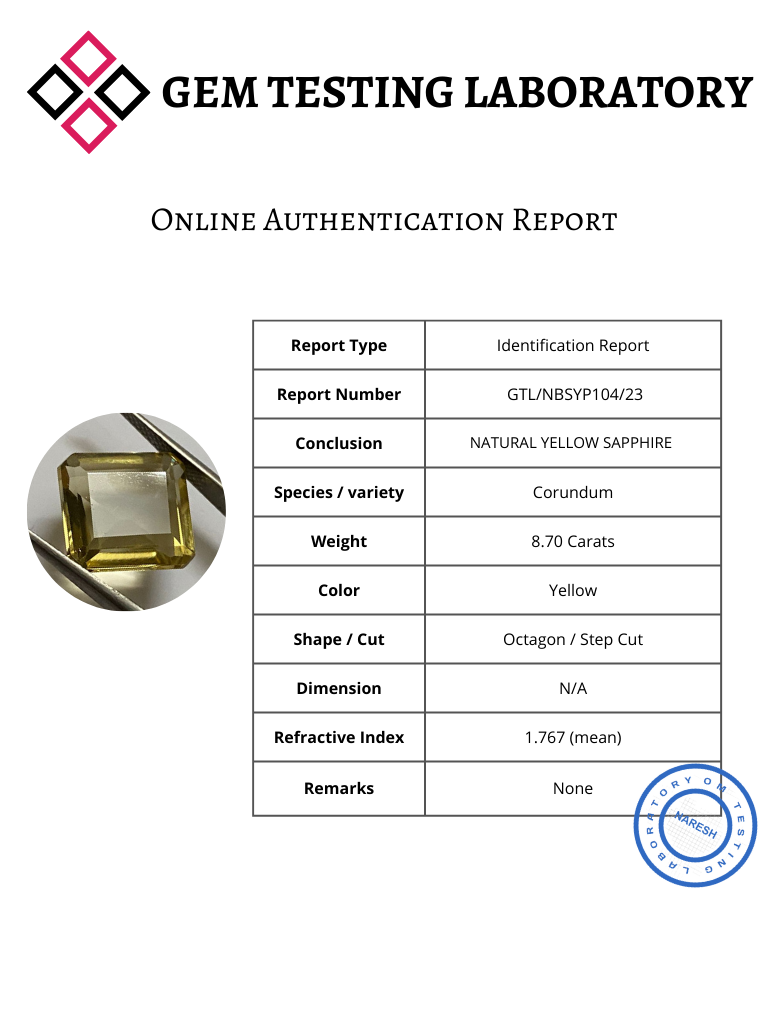 GEM TESTING LABORATORY
Online Authentication Report
Report Type Identification Report
Report Number GTL/NBSYP104/23
Conclusion NATURAL YELLOW SAPPHIRE
Species / variety Corundum
Weight 8.70 Carats
Color Yellow
Shape / Cut Octagon / Step Cut
Dimension N/A
Refractive Index 1.767 (mean)
Remarks None
OM TESTING LABORATORY
NARESH